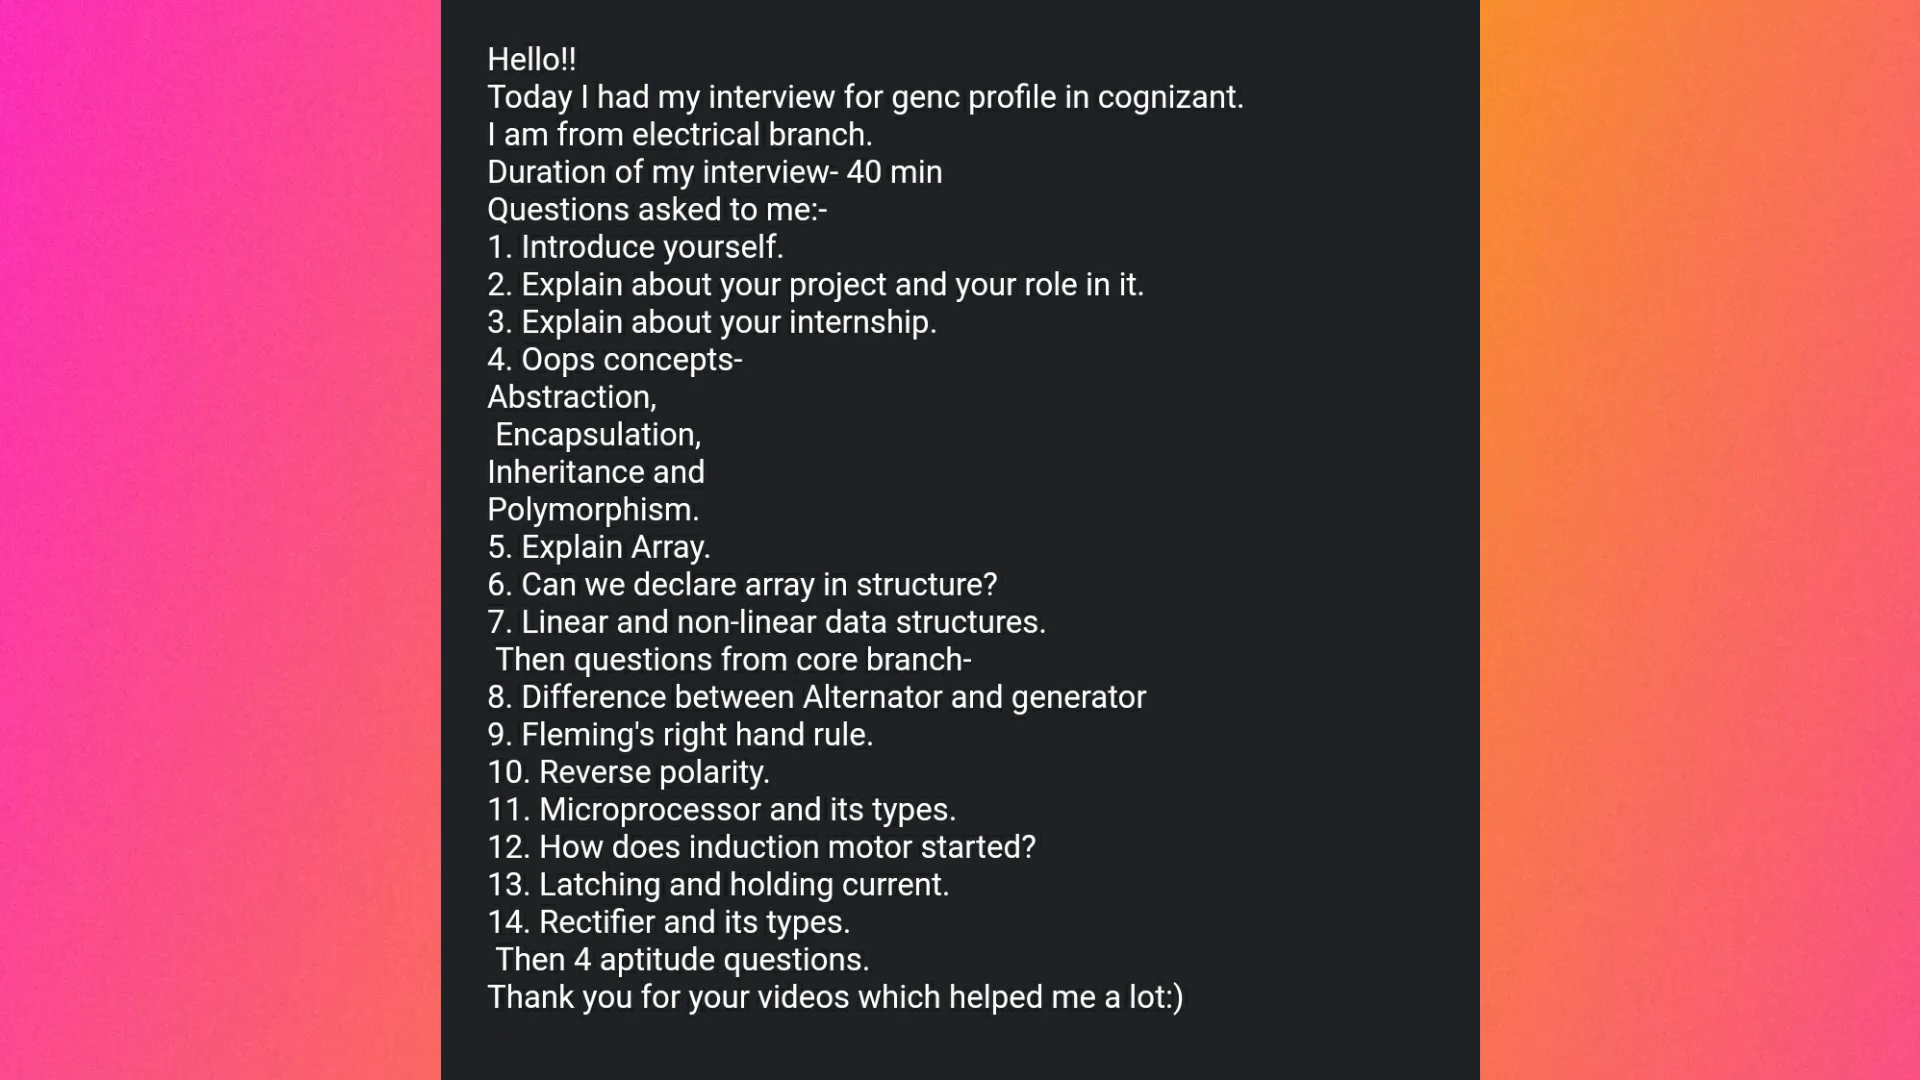 Hello!!
Today I had my interview for genc profile in cognizant.
I am from electrical branch.
Duration of my interview- 40 min
Questions asked to me:-
1. Introduce yourself.
2. Explain about your project and your role in it.
3. Explain about your internship.
4. Oops concepts-
Abstraction,
Encapsulation,
Inheritance and
Polymorphism.
5. Explain Array.
6. Can we declare array in structure?
7. Linear and non-linear data structures.
Then questions from core branch-
8. Difference between Alternator and generator
9. Fleming's right hand rule.
10. Reverse polarity.
11. Microprocessor and its types.
12. How does induction motor started?
13. Latching and holding current.
14. Rectifier and its types.
Then 4 aptitude questions.
Thank you for your videos which helped me a lot:)